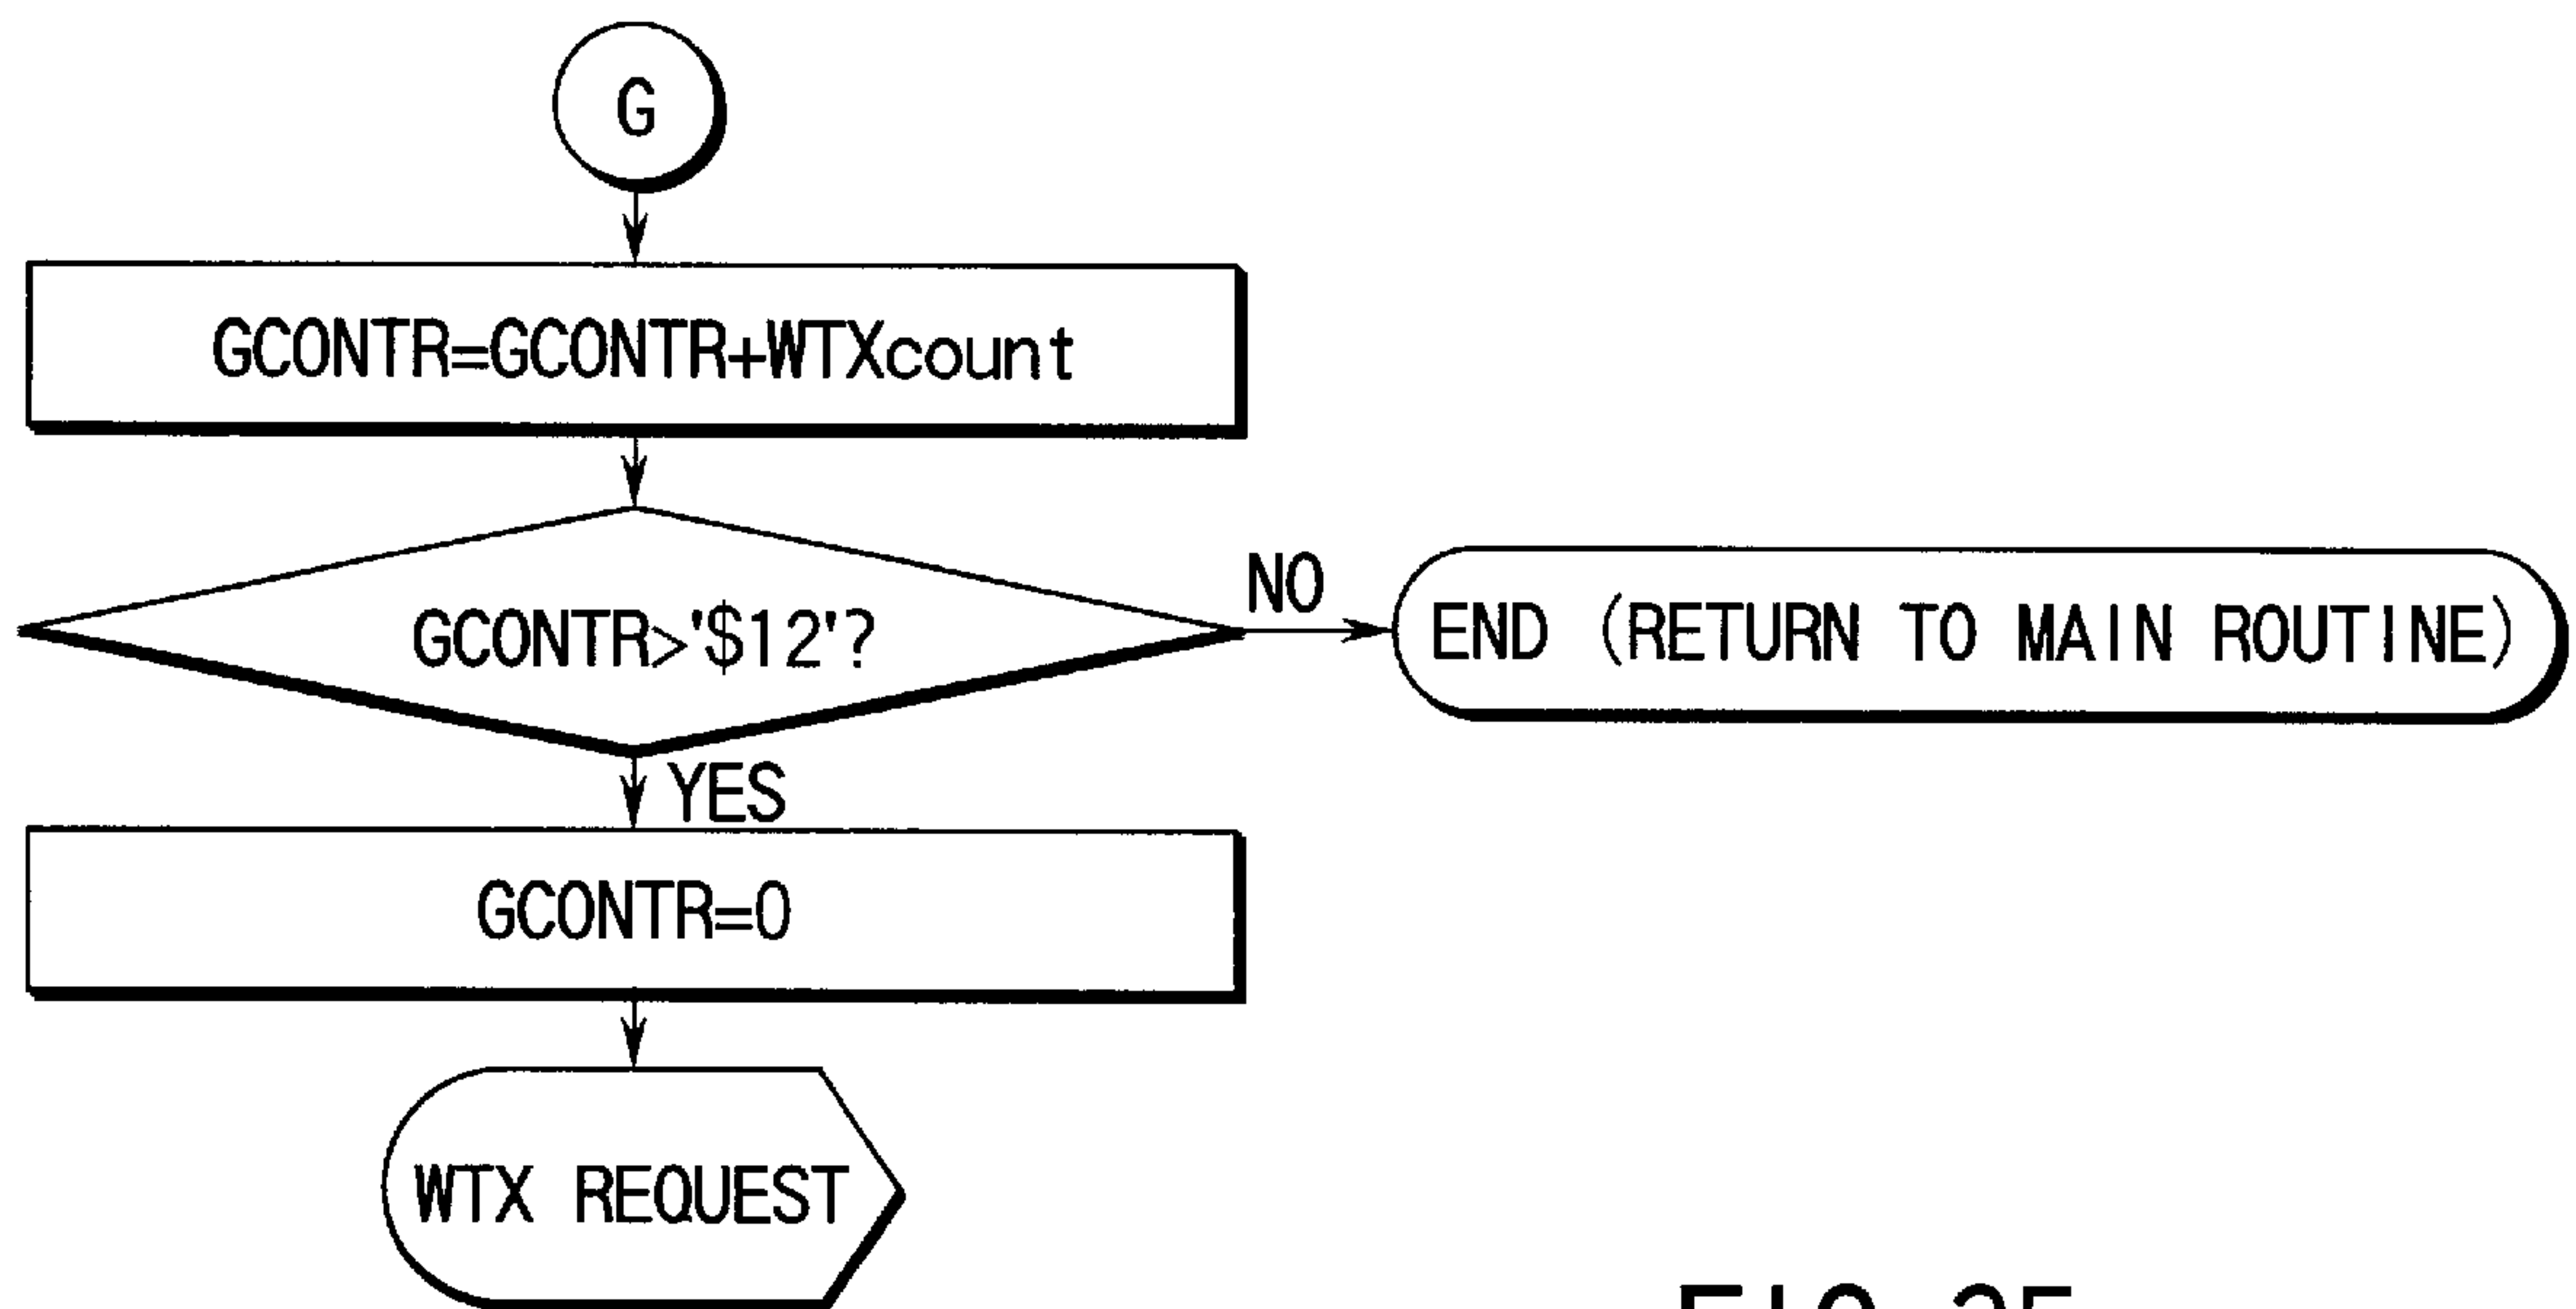 G
GCONTR=GCONTR+WTXcount
GCONTR>'$12'?
NO
END (RETURN TO MAIN ROUTINE)
YES
GCONTR=0
WTX REQUEST